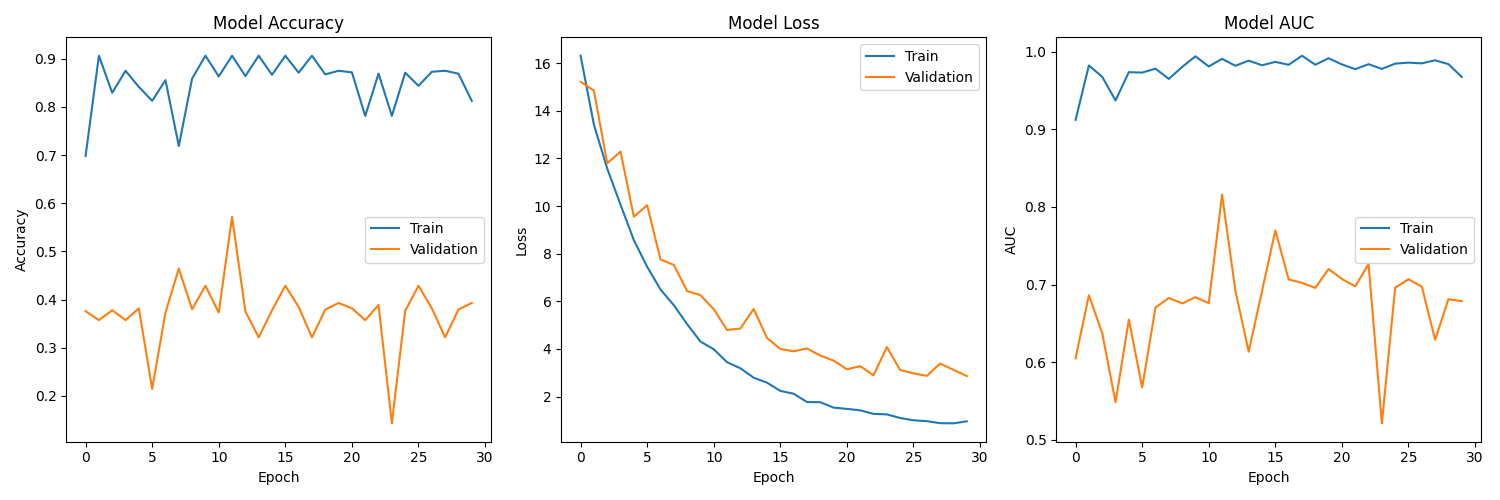 Model Accuracy
0.9
0.8
0.7
0.6
0.5
0.4
0.3
0.2
Accuracy
Train
Validation
0 5 10 15 20 25 30
Epoch
Model Loss
16
14
12
10
8
6
4
2
Loss
Train
Validation
0 5 10 15 20 25 30
Epoch
Model AUC
1.0
0.9
0.8
0.7
0.6
0.5
AUC
Train
Validation
0 5 10 15 20 25 30
Epoch